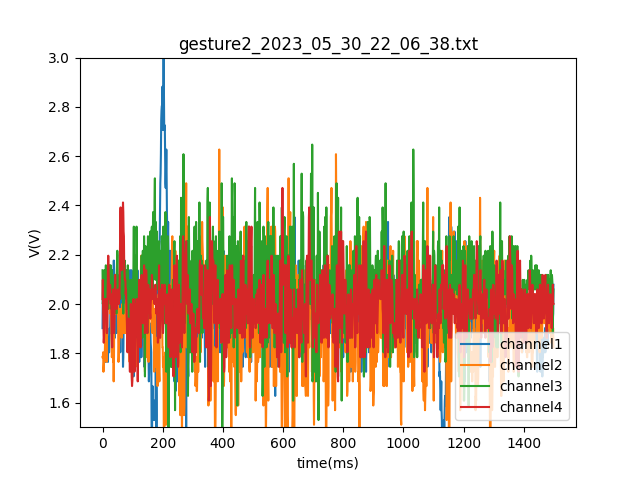 gesture2_2023_05_30_22_06_38.txt
3.0
2.8
2.6
2.4
2.2
2.0
1.8
1.6
V(V)
channel1
channel2
channel3
channel4
0 200 400 600 800 1000 1200 1400
time(ms)